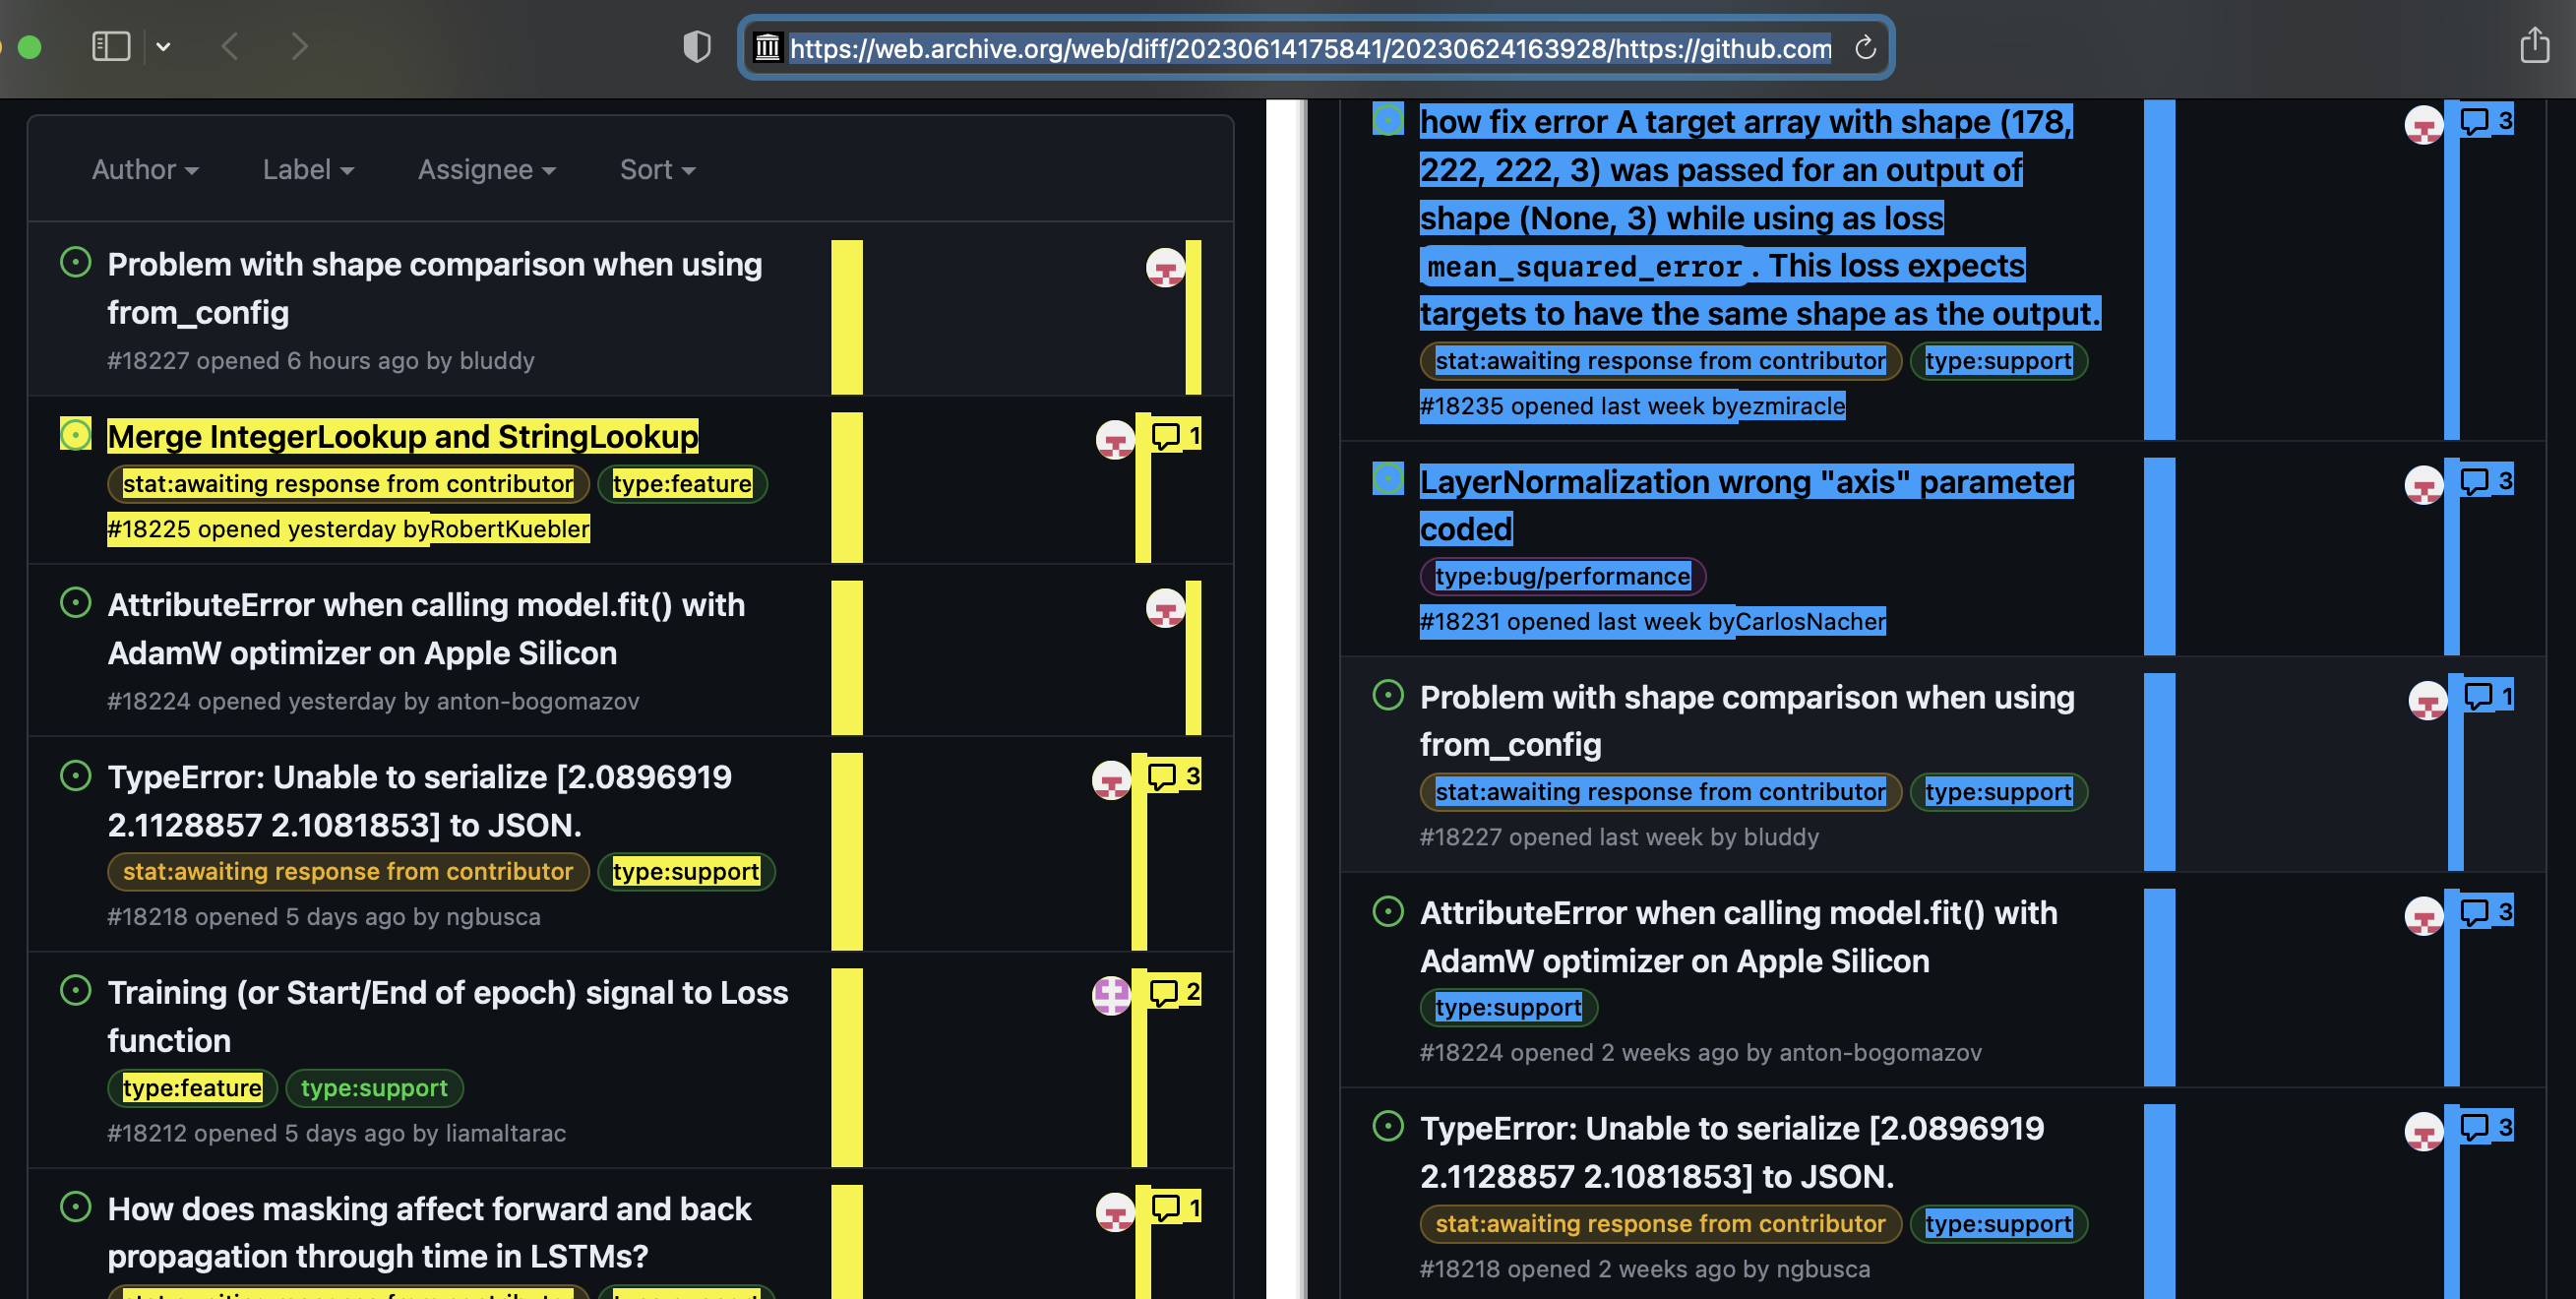 https://web.archive.org/web/diff/20230614175841/20230624163928/https://github.com
Author
Label
Assignee
Sort
Problem with shape comparison when using
from_config
#18227 opened 6 hours ago by bluddy
Merge IntegerLookup and StringLookup
1
stat:awaiting response from contributor
type:feature
#18225 opened yesterday byRobertKuebler
AttributeError when calling model.fit() with
AdamW optimizer on Apple Silicon
#18224 opened yesterday by anton-bogomazov
TypeError: Unable to serialize [2.0896919
3
2.1128857 2.1081853] to JSON.
stat:awaiting response from contributor
type:support
#18218 opened 5 days ago by ngbusca
Training (or Start/End of epoch) signal to Loss
2
function
type:feature
type:support
#18212 opened 5 days ago by liamaltarac
How does masking affect forward and back
1
propagation through time in LSTMs?
how fix error A target array with shape (178,
3
222, 222, 3) was passed for an output of
shape (None, 3) while using as loss
mean_squared_error . This loss expects
targets to have the same shape as the output.
stat:awaiting response from contributor
type:support
#18235 opened last week byezmiracle
LayerNormalization wrong "axis" parameter
3
coded
type:bug/performance
#18231 opened last week byCarlosNacher
Problem with shape comparison when using
1
from_config
stat:awaiting response from contributor
type:support
#18227 opened last week by bluddy
AttributeError when calling model.fit() with
3
AdamW optimizer on Apple Silicon
type:support
#18224 opened 2 weeks ago by anton-bogomazov
TypeError: Unable to serialize [2.0896919
3
2.1128857 2.1081853] to JSON.
stat:awaiting response from contributor
type:support
#18218 opened 2 weeks ago by ngbusca